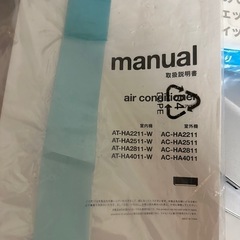 manual
取扱説明書
air conditioner
室内機 室外機
AT-HA2211-W AC-HA2211
AT-HA2511-W AC-HA2511
AT-HA2811-W AC-HA2811
AT-HA4011-W AC-HA4011